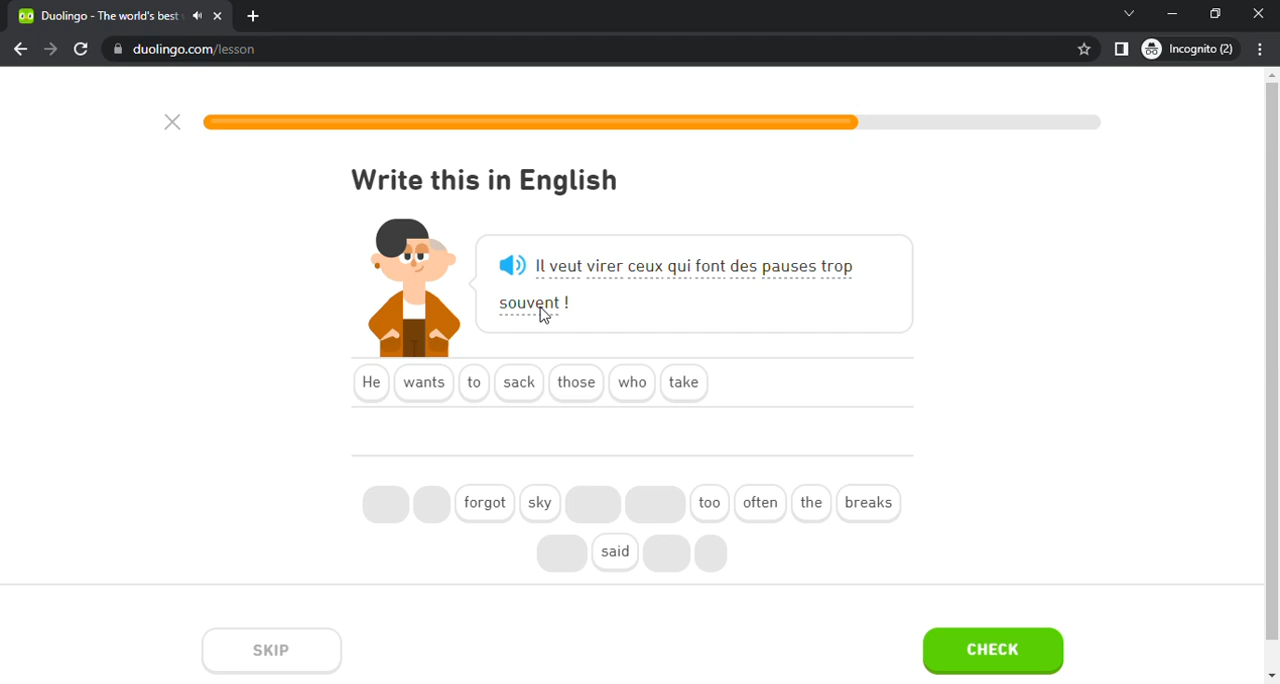 Duolingo - The world's best
duolingo.com/lesson
Incognito (2)
Write this in English
Il veut virer ceux qui font des pauses trop
souvent !
He wants to sack those who take
forgot sky too often the breaks
said
SKIP
CHECK